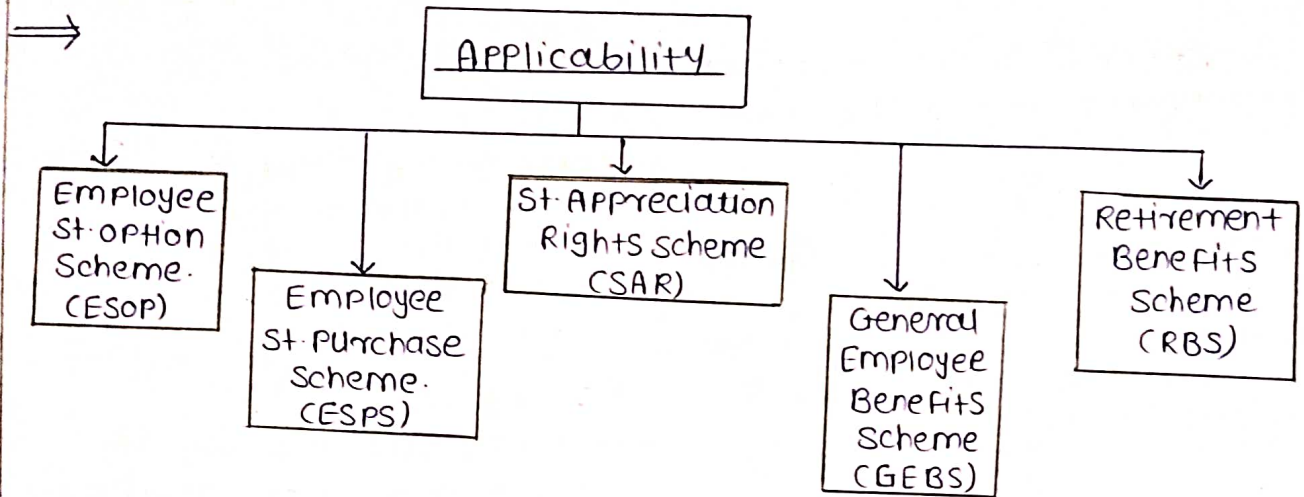 Applicability
Employee
St. option
Scheme.
(ESOP)
Employee
St. Purchase
Scheme.
(ESPS)
St. Appreciation
Rights Scheme
(SAR)
General
Employee
Benefits
Scheme
(GEBS)
Retirement
Benefits
Scheme
(RBS)